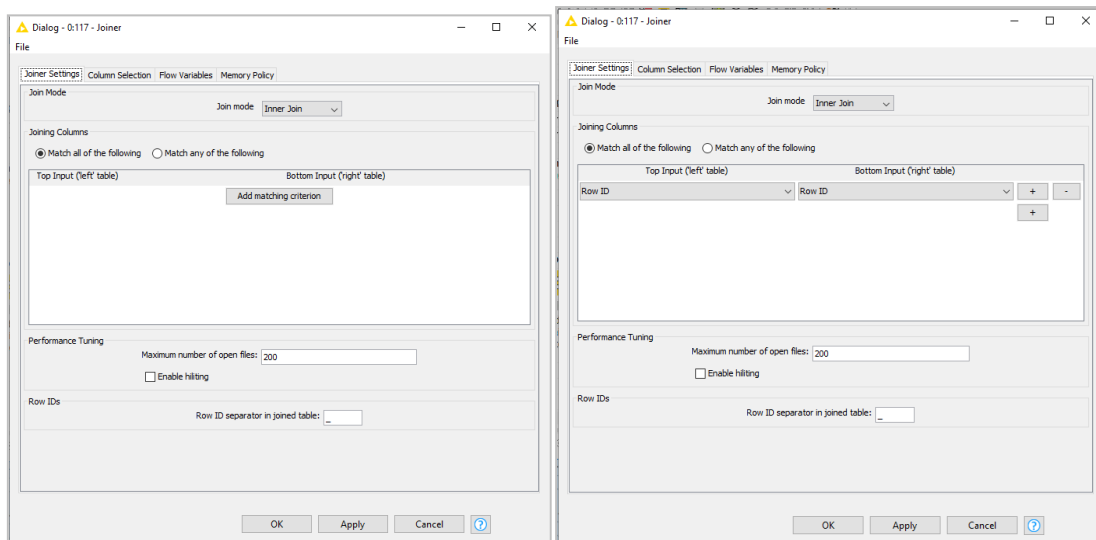 Dialog - 0:117 - Joiner
File
Joiner Settings Column Selection Flow Variables Memory Policy
Join Mode
Join mode Inner Join
Joining Columns
Match all of the following Match any of the following
Top Input ('left' table) Bottom Input ('right' table)
Add matching criterion
Performance Tuning
Maximum number of open files: 200
Enable hiliting
Row IDs
Row ID separator in joined table: _
OK Apply Cancel ?
Dialog - 0:117 - Joiner
File
Joiner Settings Column Selection Flow Variables Memory Policy
Join Mode
Join mode Inner Join
Joining Columns
Match all of the following Match any of the following
Top Input ('left' table) Bottom Input ('right' table)
Row ID Row ID + -
+
Performance Tuning
Maximum number of open files: 200
Enable hiliting
Row IDs
Row ID separator in joined table: _
OK Apply Cancel ?